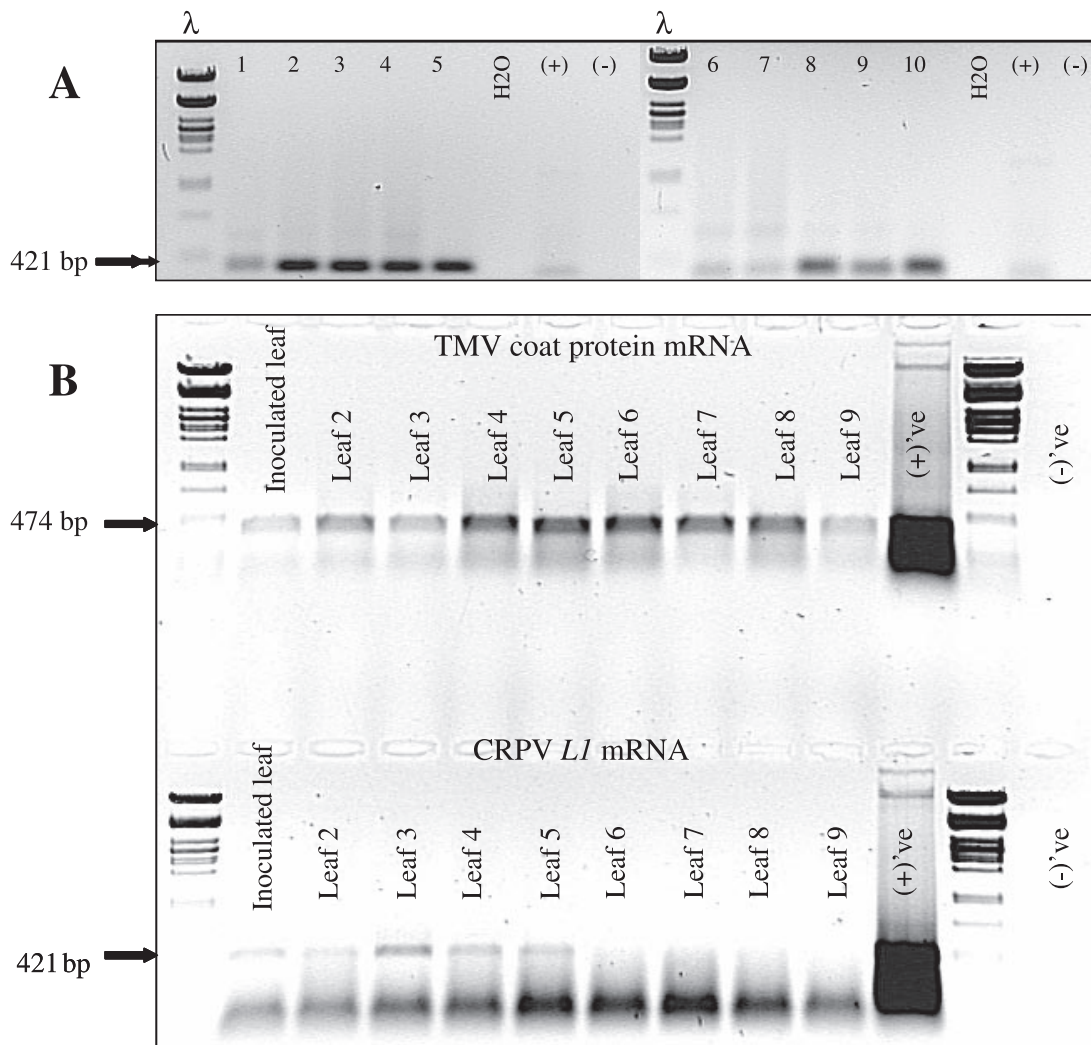 λ λ
A 1 2 3 4 5 H2O (+) (-) 6 7 8 9 10 H2O (+) (-)
421 bp
B TMV coat protein mRNA
Inoculated leaf Leaf 2 Leaf 3 Leaf 4 Leaf 5 Leaf 6 Leaf 7 Leaf 8 Leaf 9 (+)'ve (-)'ve
474 bp
CRPV L1 mRNA
Inoculated leaf Leaf 2 Leaf 3 Leaf 4 Leaf 5 Leaf 6 Leaf 7 Leaf 8 Leaf 9 (+)'ve (-)'ve
421 bp